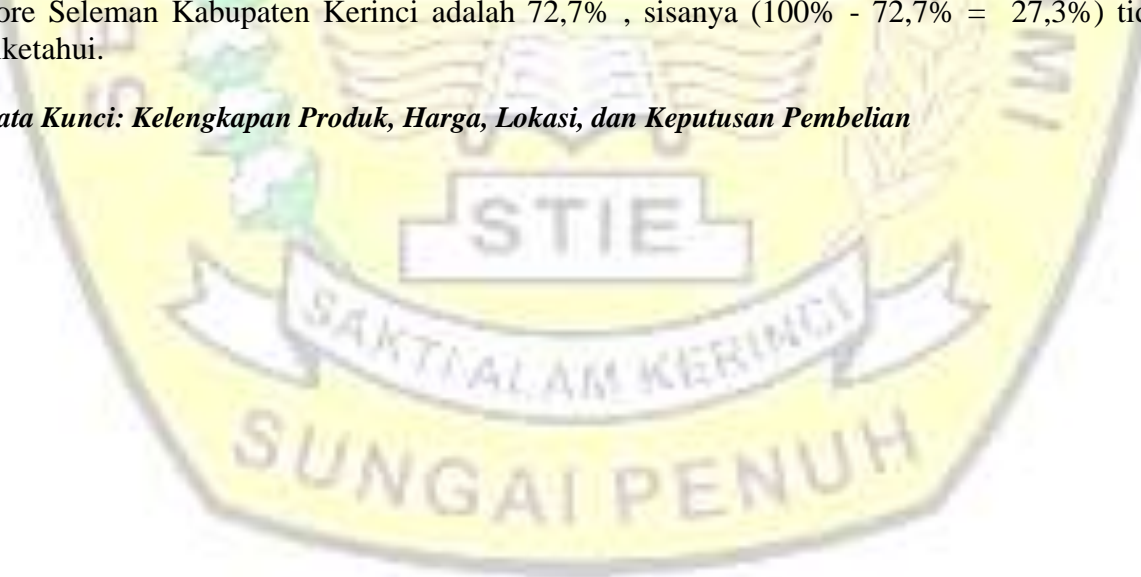 ore Seleman Kabupaten Kerinci adalah 72,7% , sisanya (100% - 72,7% = 27,3%) tid
ketahui.
ata Kunci: Kelengkapan Produk, Harga, Lokasi, dan Keputusan Pembelian
MI
STIE
SAKTI ALAM KERINCI
SUNGAI PENUH